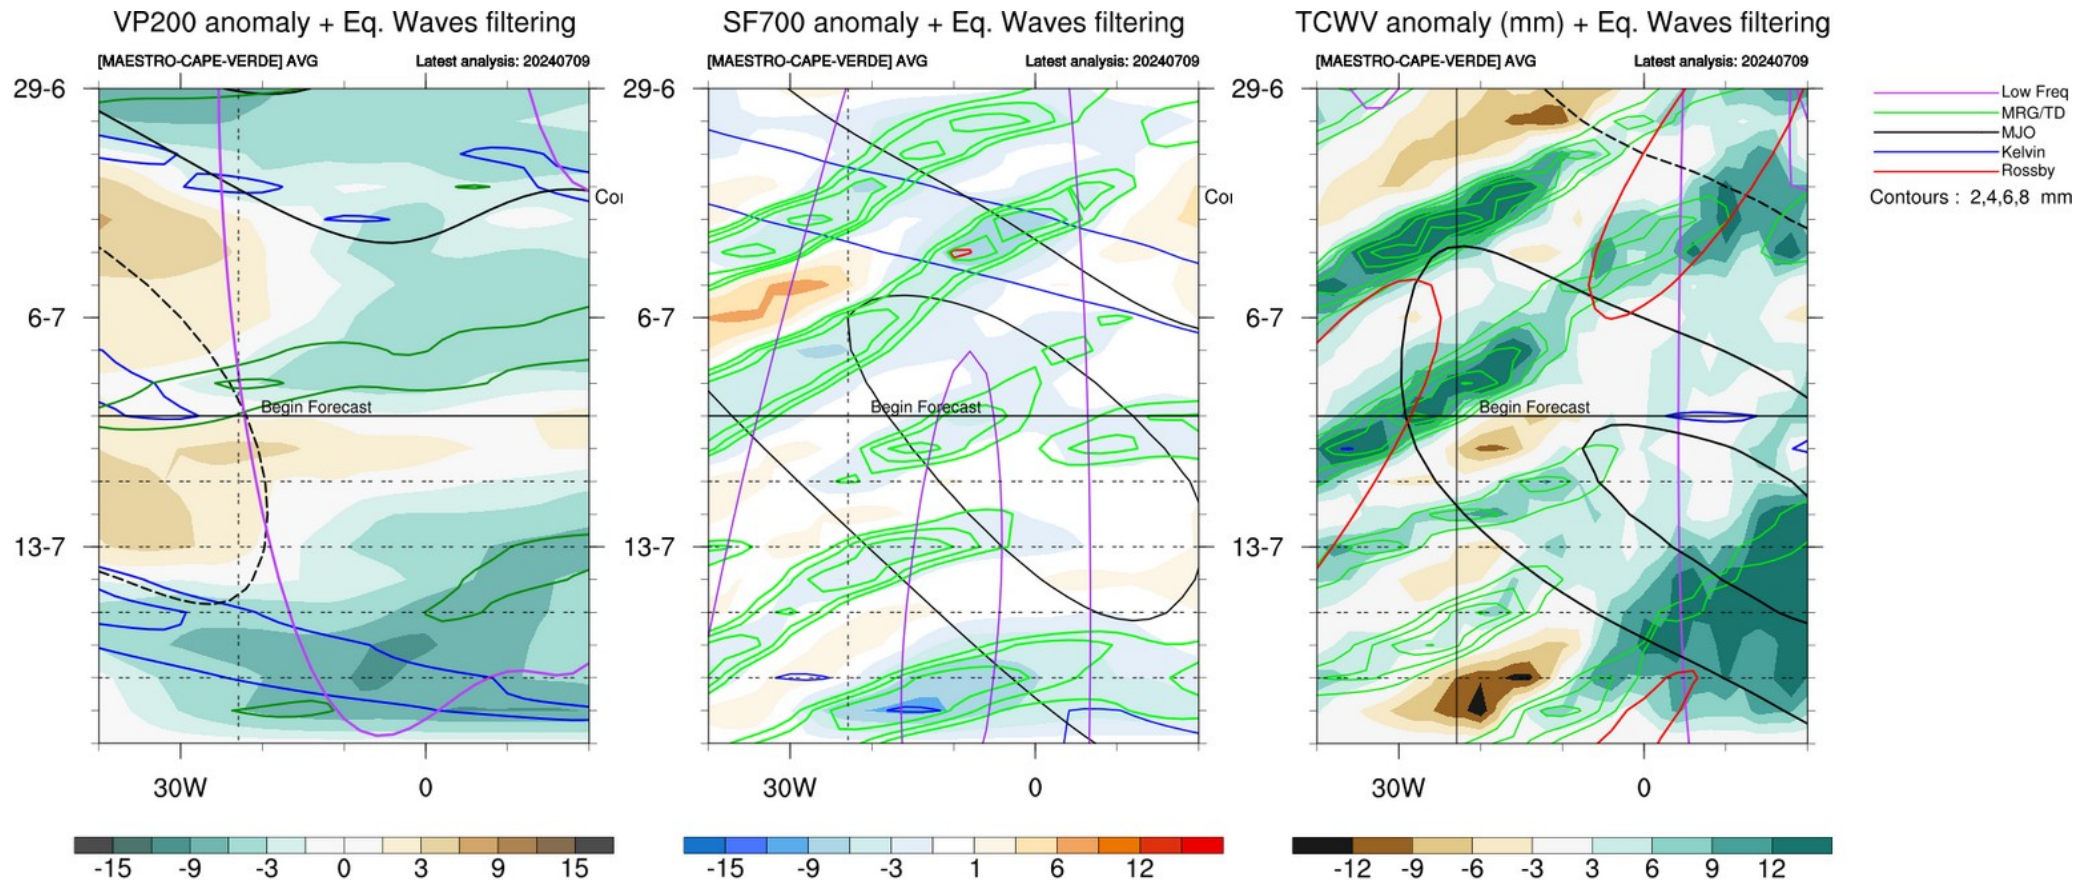 VP200 anomaly + Eq. Waves filtering
[MAESTRO-CAPE-VERDE] AVG
Latest analysis: 20240709
29-6
6-7
13-7
Begin Forecast
Coi
30W
0
-15 -9 -3 0 3 9 15
SF700 anomaly + Eq. Waves filtering
[MAESTRO-CAPE-VERDE] AVG
Latest analysis: 20240709
29-6
6-7
13-7
Begin Forecast
Coi
30W
0
-15 -9 -3 1 6 12
TCWV anomaly (mm) + Eq. Waves filtering
[MAESTRO-CAPE-VERDE] AVG
Latest analysis: 20240709
29-6
6-7
13-7
Begin Forecast
30W
0
-12 -9 -6 -3 3 6 9 12
Low Freq
MRG/TD
MJO
Kelvin
Rossby
Contours : 2,4,6,8 mm